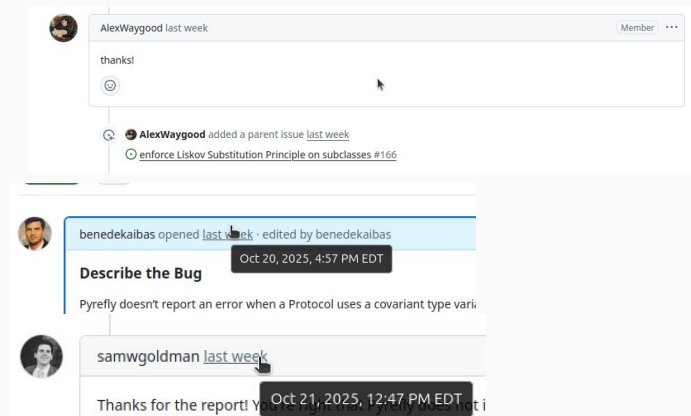 AlexWaygood last week
Member ...
thanks!
AlexWaygood added a parent issue last week
enforce Liskov Substitution Principle on subclasses #166
benedekaibas opened last week · edited by benedekaibas
Oct 20, 2025, 4:57 PM EDT
Describe the Bug
Pyrefly doesn't report an error when a Protocol uses a covariant type varia
samwgoldman last week
Oct 21, 2025, 12:47 PM EDT
Thanks for the report! not i